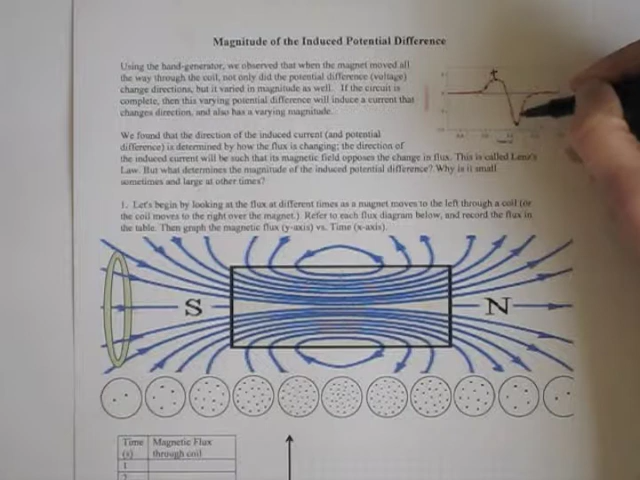 Magnitude of the Induced Potential Difference
Using the hand-generator, we observed that when the magnet moved all
the way through the coil, not only did the potential difference (voltage)
change directions, but it varied in magnitude as well. If the circuit is
complete, then this varying potential difference will induce a current that
changes direction, and also has a varying magnitude.
We found that the direction of the induced current (and potential
difference) is determined by how the flux is changing; the direction of
the induced current will be such that its magnetic field opposes the change in flux. This is called Lenz's
Law. But what determines the magnitude of the induced potential difference? Why is it small
sometimes and large at other times?
1. Let's begin by looking at the flux at different times as a magnet moves to the left through a coil (or
the coil moves to the right over the magnet.) Refer to each flux diagram below, and record the flux in
the table. Then graph the magnetic flux (y-axis) vs. Time (x-axis).
S N
Time Magnetic Flux
(s) through coil
1
2